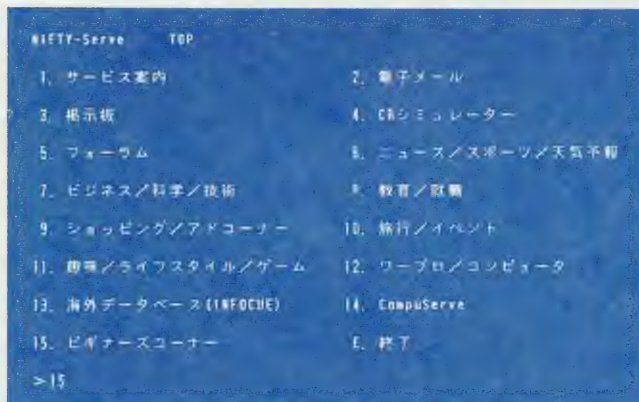 NIFTY-Serve TOP
1. サービス案内 2. 電子メール
3. 掲示板 4. CBシミュレーター
5. フォーラム 6. ニュース/スポーツ/天気予報
7. ビジネス/科学/技術 8. 教育/就職
9. ショッピング/アドコーナー 10. 旅行/イベント
11. 趣味/ライフスタイル/ゲーム 12. ワープロ/コンピュータ
13. 海外データベース(INFOCUE) 14. CompuServe
15. ビギナーズコーナー E. 終了
>15